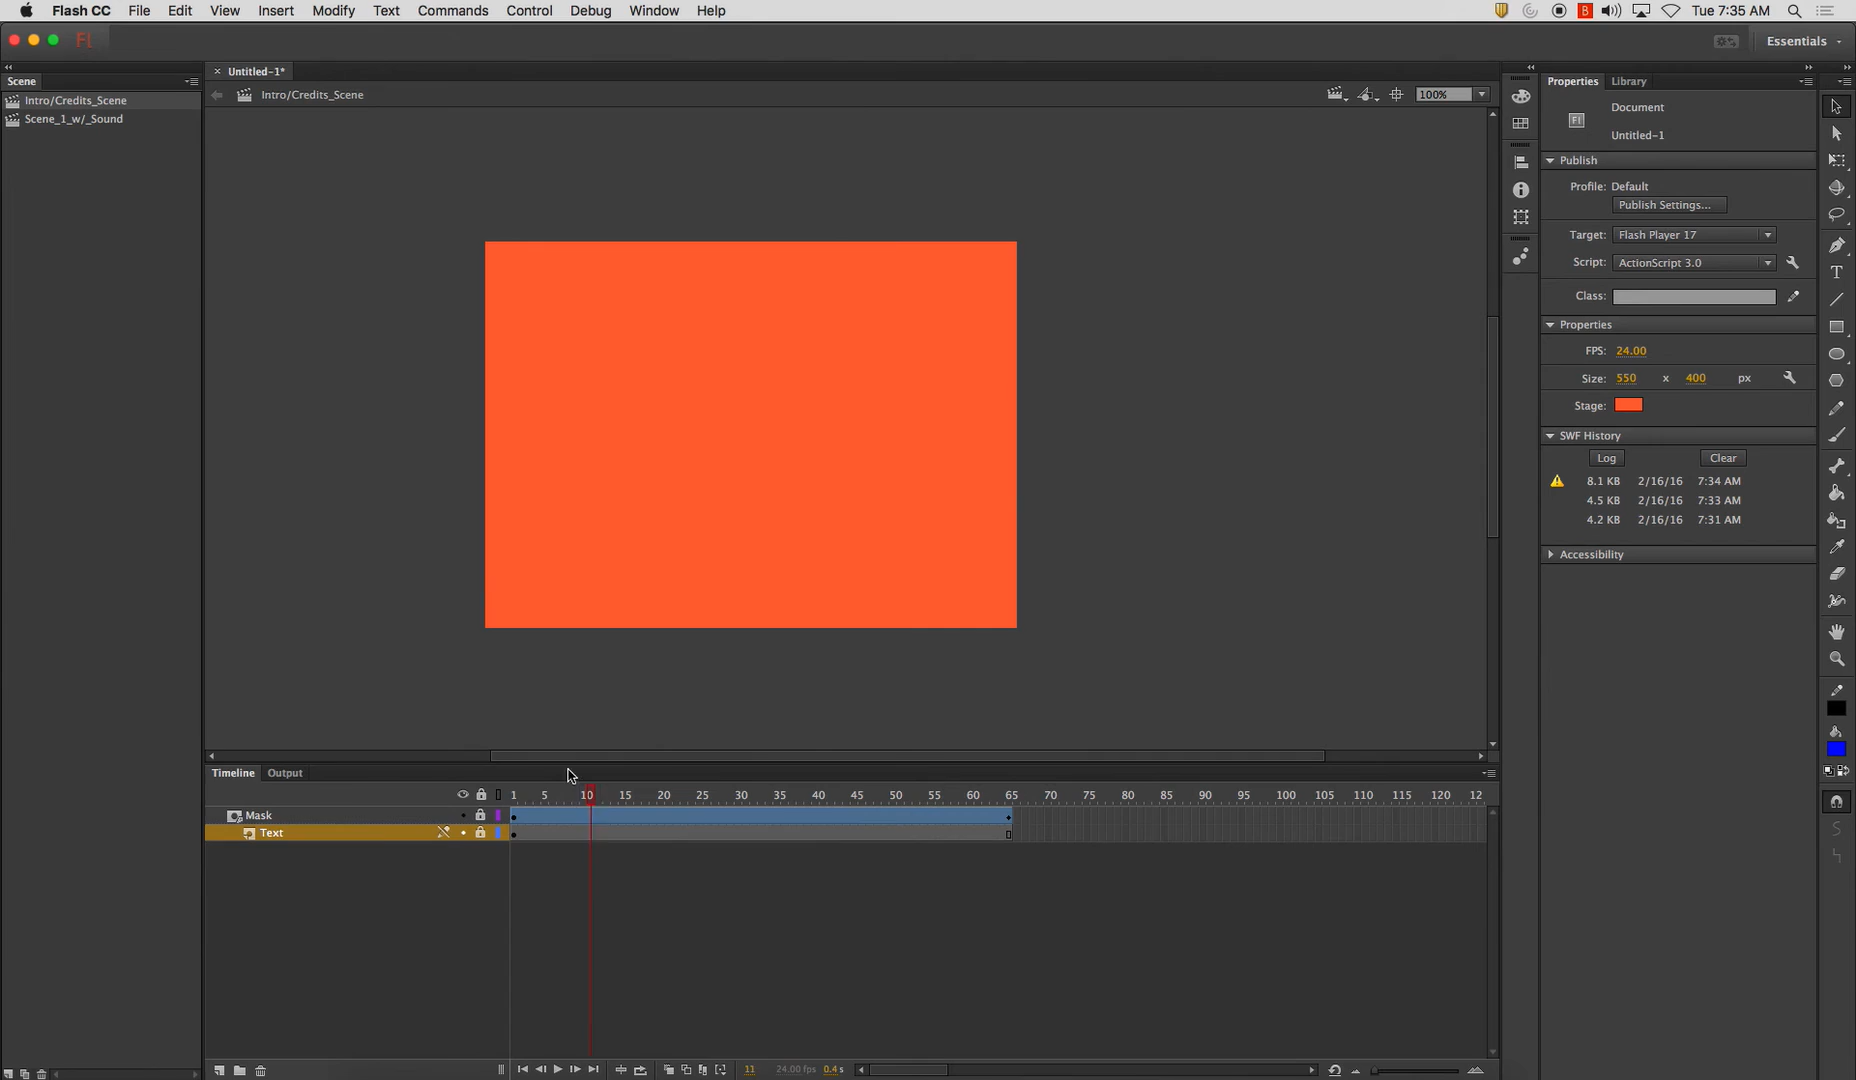 Flash CC File Edit View Insert Modify Text Commands Control Debug Window Help Tue 7:35 AM
Fl Essentials
Scene Untitled-1* Properties Library
Intro/Credits_Scene Intro/Credits_Scene 100%
Scene_1_w/_Sound
Document
Fl
Untitled-1
Publish
Profile: Default
Publish Settings...
Target: Flash Player 17
Script: ActionScript 3.0
Class:
Properties
FPS: 24.00
Size: 550 x 400 px
Stage:
SWF History
Log Clear
8.1 KB 2/16/16 7:34 AM
4.5 KB 2/16/16 7:33 AM
4.2 KB 2/16/16 7:31 AM
Accessibility
T
Timeline Output
1 5 10 15 20 25 30 35 40 45 50 55 60 65 70 75 80 85 90 95 100 105 110 115 120 12
Mask
Text
11 24.00 fps 0.4 s